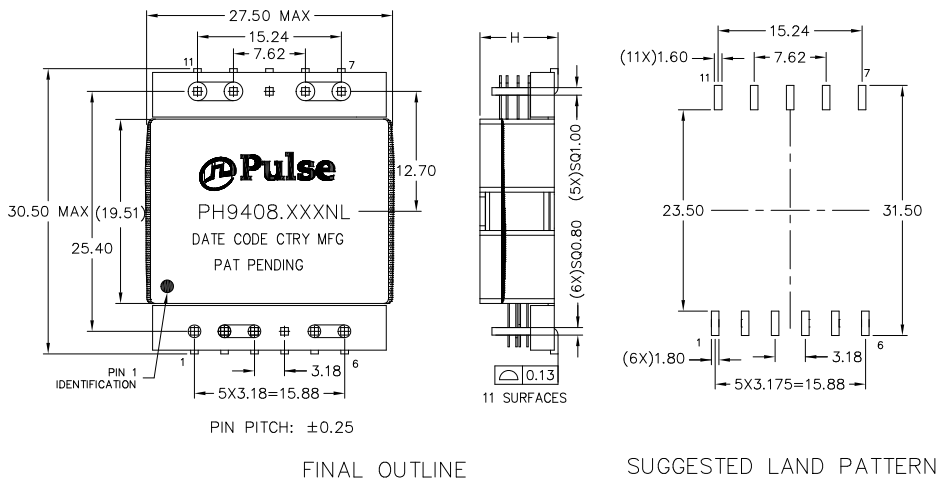 27.50 MAX
15.24
7.62
11
7
30.50 MAX
(19.51)
25.40
12.70
Pulse
PH9408.XXXNL
DATE CODE CTRY MFG
PAT PENDING
PIN 1
IDENTIFICATION
1
6
3.18
5X3.18=15.88
PIN PITCH: ±0.25
FINAL OUTLINE
H
(5X)SQ1.00
(6X)SQ0.80
0.13
11 SURFACES
15.24
(11X)1.60
7.62
11
7
23.50
31.50
1
6
(6X)1.80
3.18
5X3.175=15.88
SUGGESTED LAND PATTERN